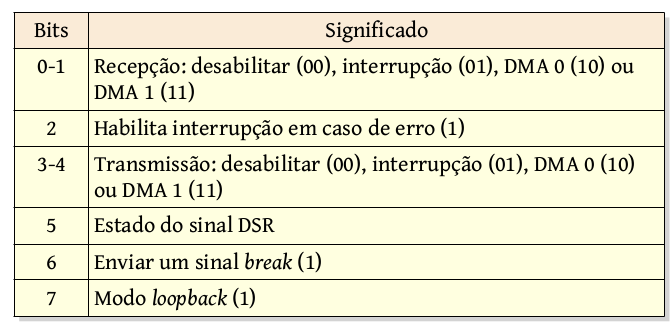 Bits Significado
0-1 Recepção: desabilitar (00), interrupção (01), DMA 0 (10) ou
DMA 1 (11)
2 Habilita interrupção em caso de erro (1)
3-4 Transmissão: desabilitar (00), interrupção (01), DMA 0 (10)
ou DMA 1 (11)
5 Estado do sinal DSR
6 Enviar um sinal break (1)
7 Modo loopback (1)